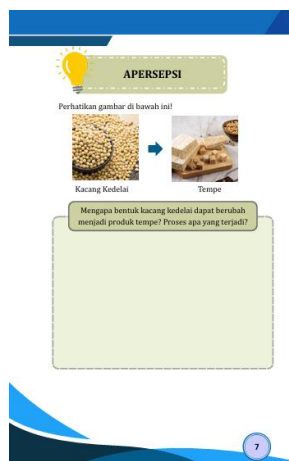 APERSEPSI
Perhatikan gambar di bawah ini!
Kacang Kedelai
Tempe
Mengapa bentuk kacang kedelai dapat berubah
menjadi produk tempe? Proses apa yang terjadi?
7